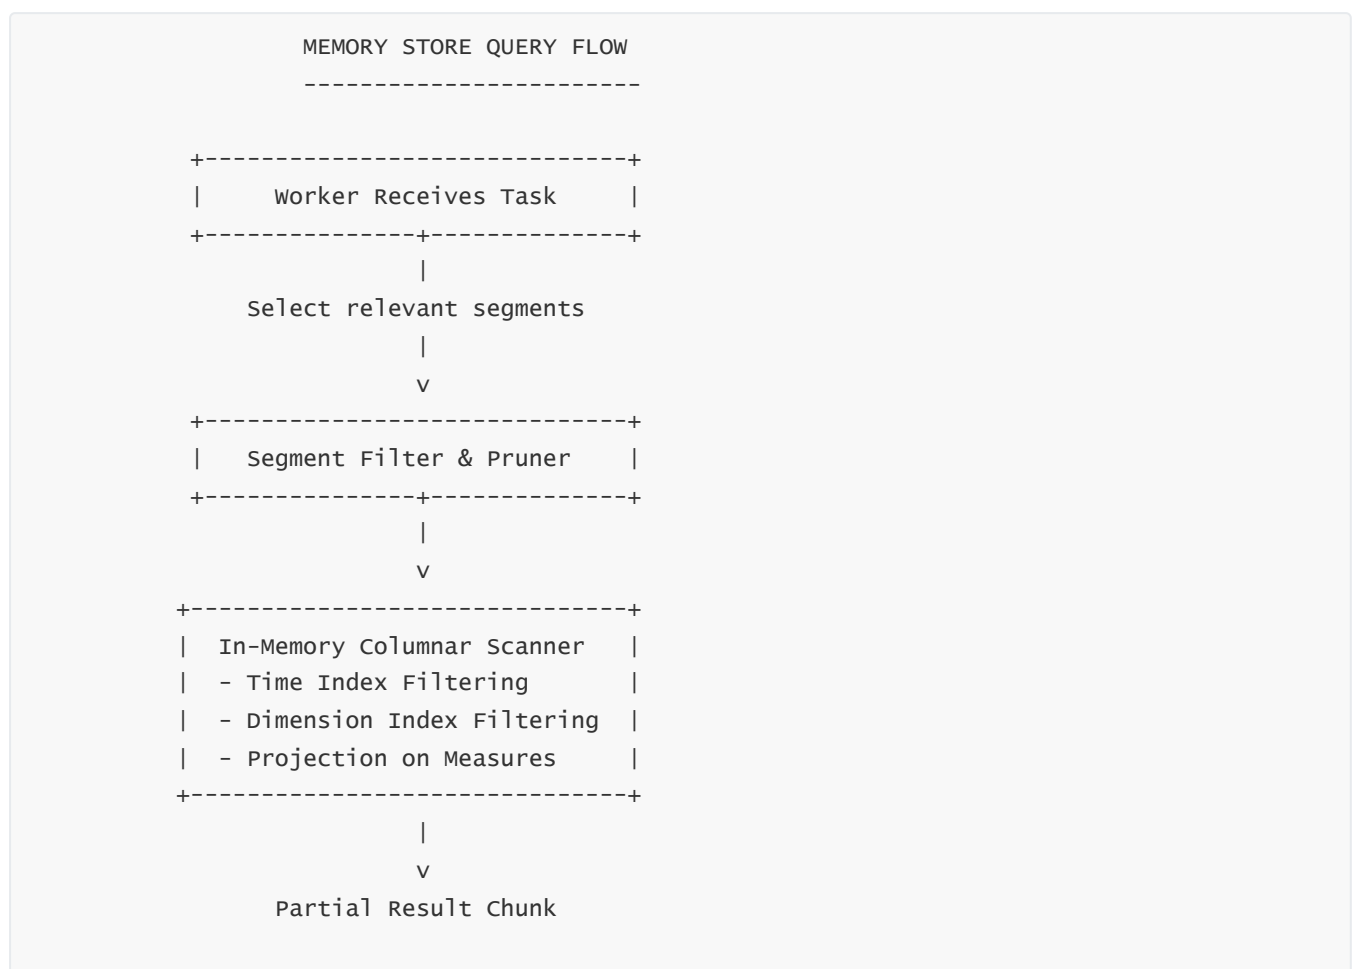 MEMORY STORE QUERY FLOW
------------------------
+------------------------------+
|     Worker Receives Task     |
+---------------+--------------+
|
Select relevant segments
|
v
+------------------------------+
|   Segment Filter & Pruner    |
+---------------+--------------+
|
v
+-------------------------------+
|  In-Memory Columnar Scanner   |
|  - Time Index Filtering       |
|  - Dimension Index Filtering  |
|  - Projection on Measures     |
+-------------------------------+
|
v
Partial Result Chunk